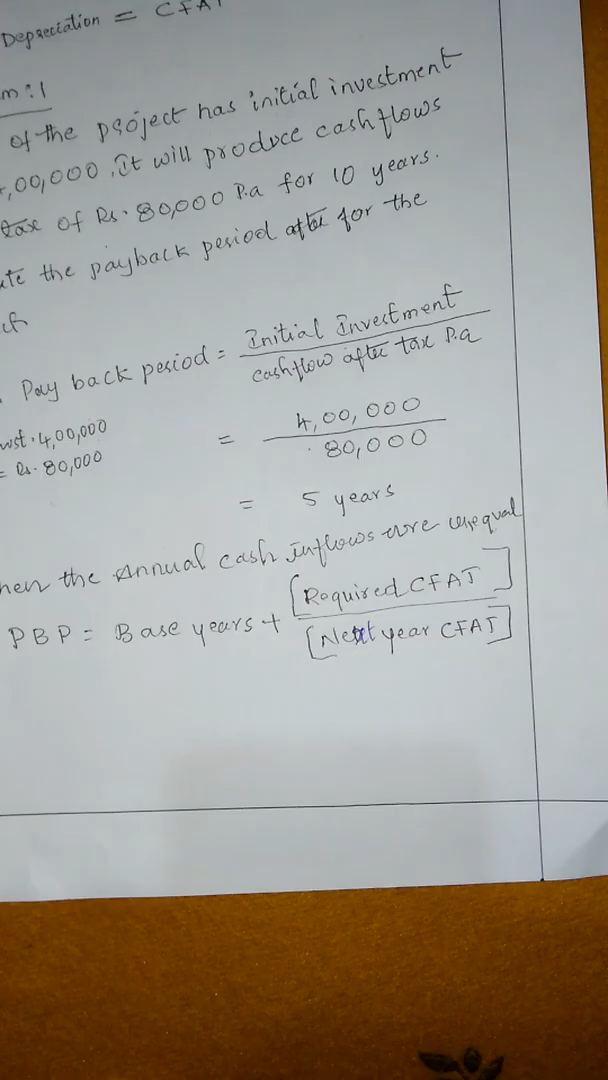 Depreciation = CFAT
m:1
of the project has initial investment
,00,000. It will produce cashflows
tax of Rs. 80,000 P.a for 10 years.
ate the payback period after for the
ch
Pay back period = Initial Investment
cashflow after tax P.a
4,00,000
= Rs. 80,000
= 4,00,000
80,000
= 5 years
hen the Annual cash inflows are unequal
PBP = Base years + [Required CFAT]
[Next year CFAT]